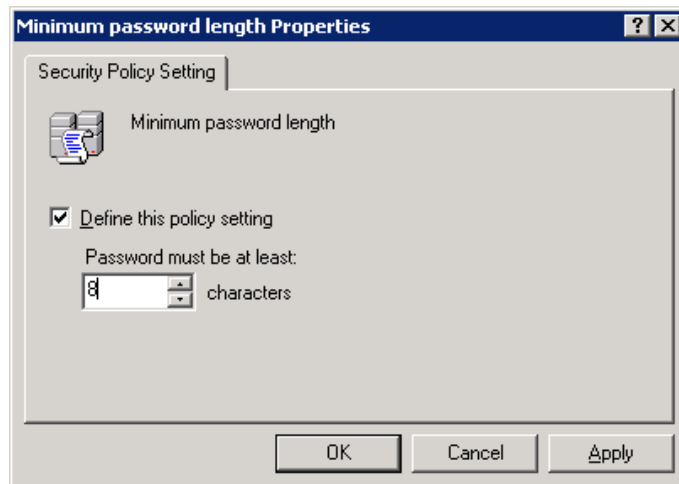 Minimum password length Properties
Security Policy Setting
Minimum password length
Define this policy setting
Password must be at least:
8 characters
OK Cancel Apply